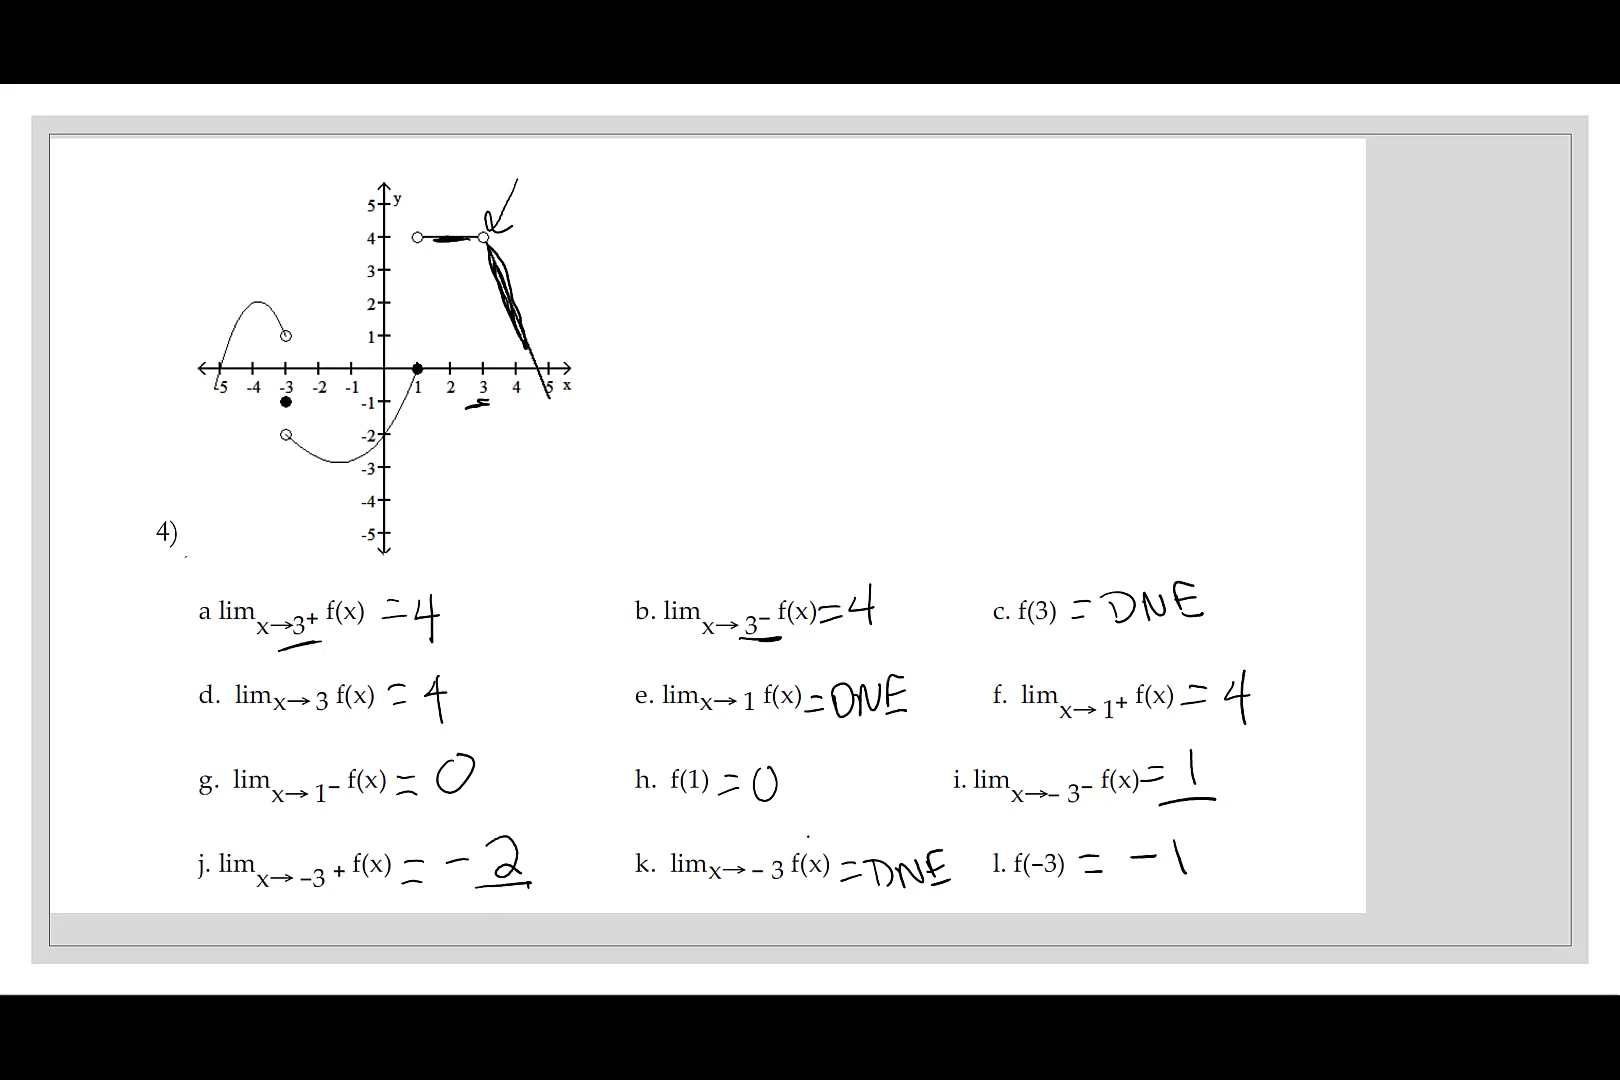 y
5
4
3
2
1
-5 -4 -3 -2 -1 1 2 3 4 5 x
-1
-2
-3
-4
-5
4)
a lim x→3+ f(x) = 4 b. lim x→ 3− f(x) = 4 c. f(3) = DNE
d. lim x→ 3 f(x) = 4 e. lim x→ 1 f(x) = DNE f. lim x→ 1+ f(x) = 4
g. lim x→ 1− f(x) = 0 h. f(1) = 0 i. lim x→− 3− f(x) = 1
j. lim x→ −3 + f(x) = -2 k. lim x→ − 3 f(x) = DNE l. f(−3) = -1